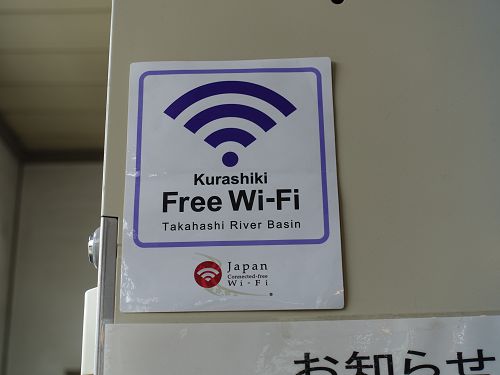 Kurashiki
Free Wi-Fi
Takahashi River Basin
Japan
Connected-free
Wi-Fi
お知らせ